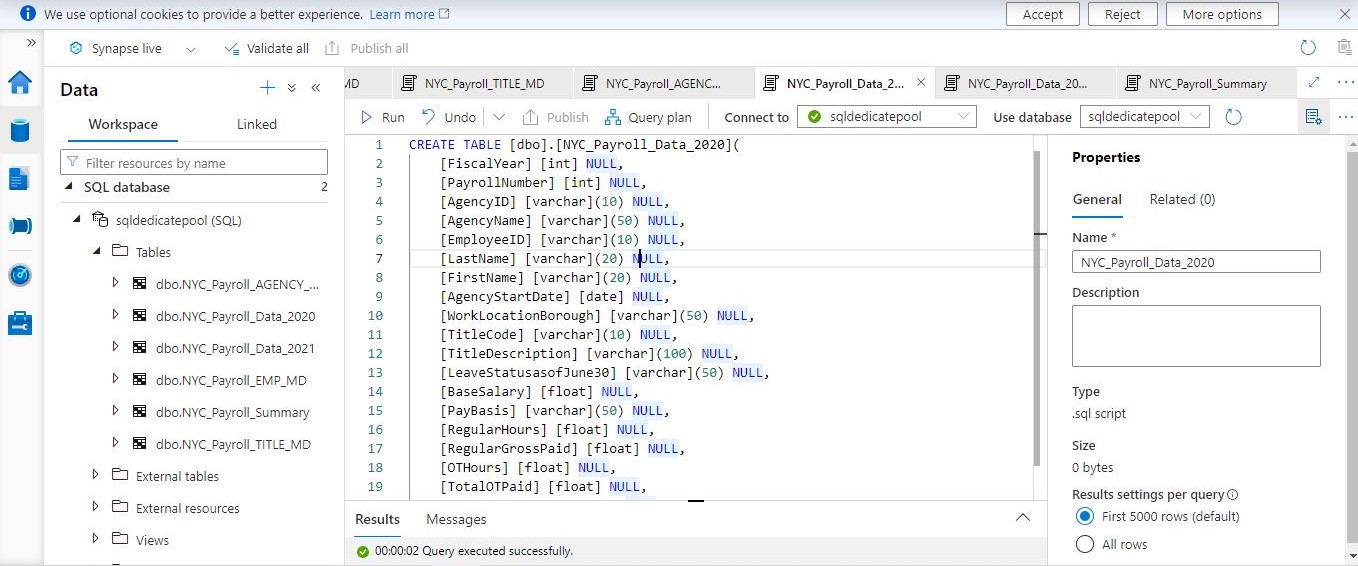 We use optional cookies to provide a better experience. Learn more
Accept
Reject
More options
Synapse live
Validate all
Publish all
Data
Workspace
Linked
Filter resources by name
SQL database 2
sqldedicatepool (SQL)
Tables
dbo.NYC_Payroll_AGENCY_...
dbo.NYC_Payroll_Data_2020
dbo.NYC_Payroll_Data_2021
dbo.NYC_Payroll_EMP_MD
dbo.NYC_Payroll_Summary
dbo.NYC_Payroll_TITLE_MD
External tables
External resources
Views
MD
NYC_Payroll_TITLE_MD
NYC_Payroll_AGENC...
NYC_Payroll_Data_2...
NYC_Payroll_Data_20...
NYC_Payroll_Summary
Run
Undo
Publish
Query plan
Connect to
sqldedicatepool
Use database
sqldedicatepool
1 CREATE TABLE [dbo].[NYC_Payroll_Data_2020](
2 [FiscalYear] [int] NULL,
3 [PayrollNumber] [int] NULL,
4 [AgencyID] [varchar](10) NULL,
5 [AgencyName] [varchar](50) NULL,
6 [EmployeeID] [varchar](10) NULL,
7 [LastName] [varchar](20) NULL,
8 [FirstName] [varchar](20) NULL,
9 [AgencyStartDate] [date] NULL,
10 [WorkLocationBorough] [varchar](50) NULL,
11 [TitleCode] [varchar](10) NULL,
12 [TitleDescription] [varchar](100) NULL,
13 [LeaveStatusasofJune30] [varchar](50) NULL,
14 [BaseSalary] [float] NULL,
15 [PayBasis] [varchar](50) NULL,
16 [RegularHours] [float] NULL,
17 [RegularGrossPaid] [float] NULL,
18 [OTHours] [float] NULL,
19 [TotalOTPaid] [float] NULL,
Results
Messages
00:00:02 Query executed successfully.
Properties
General
Related (0)
Name *
NYC_Payroll_Data_2020
Description
Type
.sql script
Size
0 bytes
Results settings per query
First 5000 rows (default)
All rows